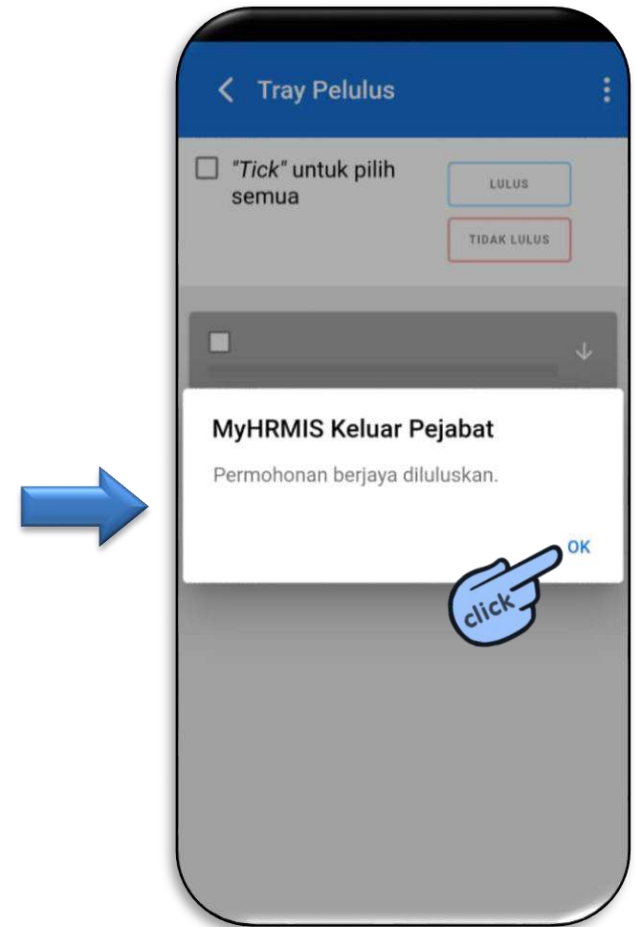 Tray Pelulus
"Tick" untuk pilih
semua
LULUS
TIDAK LULUS
MyHRMIS Keluar Pejabat
Permohonan berjaya diluluskan.
OK
click